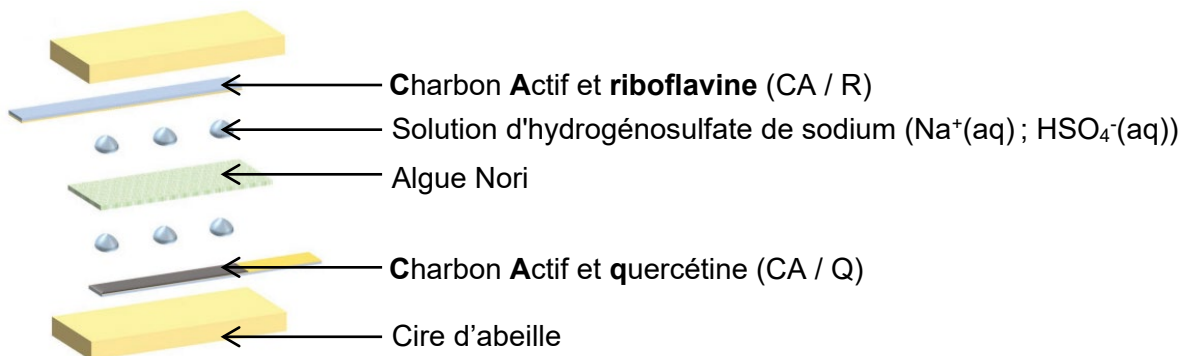 Charbon Actif et riboflavine (CA / R)
Solution d'hydrogénosulfate de sodium (Na⁺(aq) ; HSO₄⁻(aq))
Algue Nori
Charbon Actif et quercétine (CA / Q)
Cire d’abeille